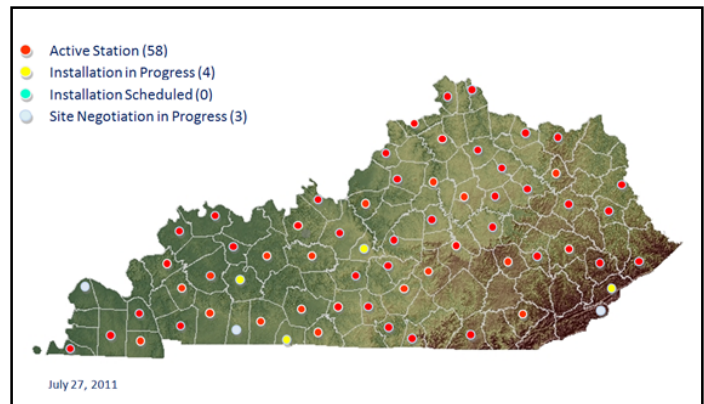 Active Station (58)
Installation in Progress (4)
Installation Scheduled (0)
Site Negotiation in Progress (3)
July 27, 2011